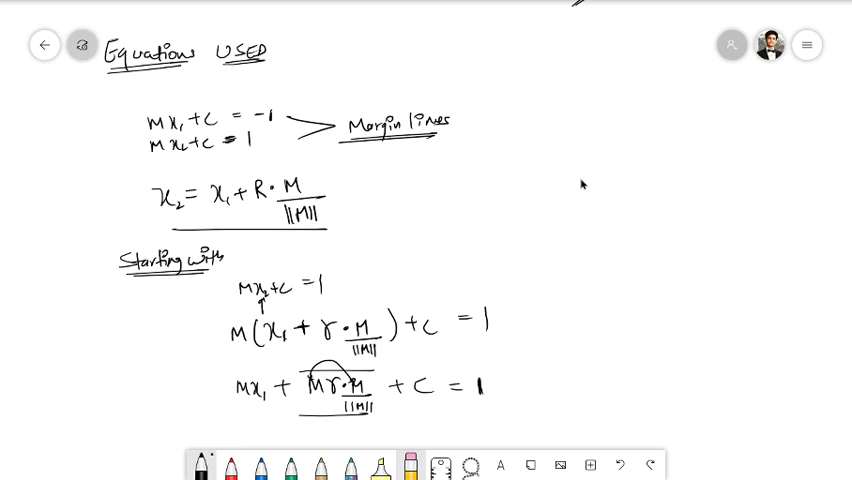 Equations USED
Mx₁ + C = -1
Mx₂ + C = 1
Margin lines
x₂ = x₁ + R · M/||M||
Starting with
Mx₂ + C = 1
M(x₁ + r · M/||M||) + C = 1
Mx₁ + Mr · M/||M|| + C = 1
A